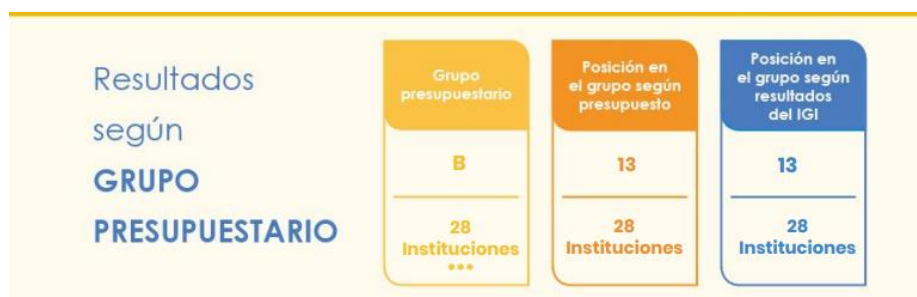 Resultados
según
GRUPO
PRESUPUESTARIO
Grupo
presupuestario
B
28
Instituciones
***
Posición en
el grupo según
presupuesto
13
28
Instituciones
Posición en
el grupo según
resultados
del IGI
13
28
Instituciones